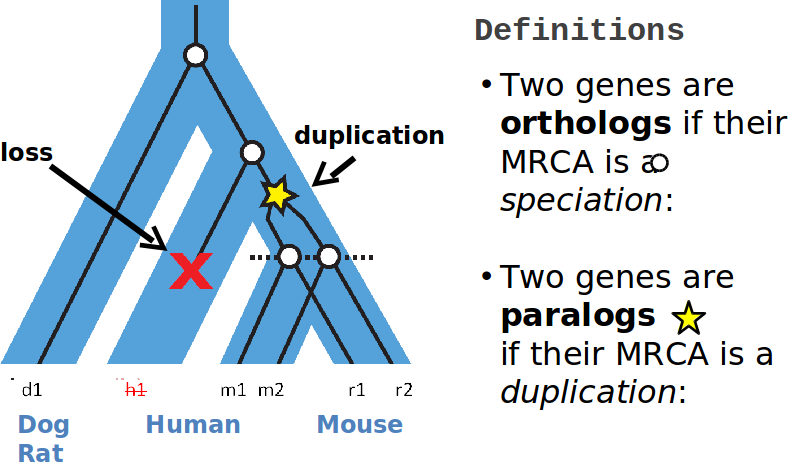 Definitions
• Two genes are
orthologs if their
MRCA is a
speciation:
• Two genes are
paralogs
if their MRCA is a
duplication:
loss
duplication
d1
h1
m1 m2
r1
r2
Dog
Human
Mouse
Rat